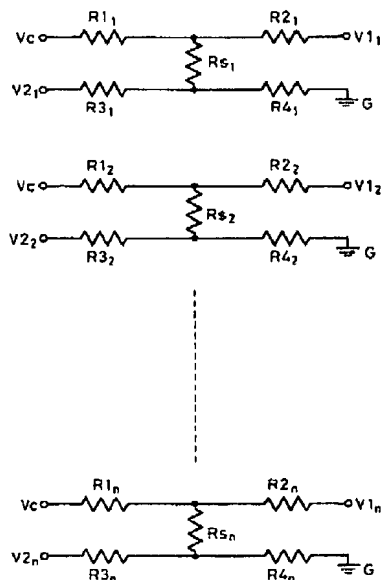 Vc R1₁ R2₁ V1₁
Rs₁
V2₁ R3₁ R4₁ G
Vc R1₂ R2₂ V1₂
Rs₂
V2₂ R3₂ R4₂ G
Vc R1ₙ R2ₙ V1ₙ
Rsₙ
V2ₙ R3ₙ R4ₙ G